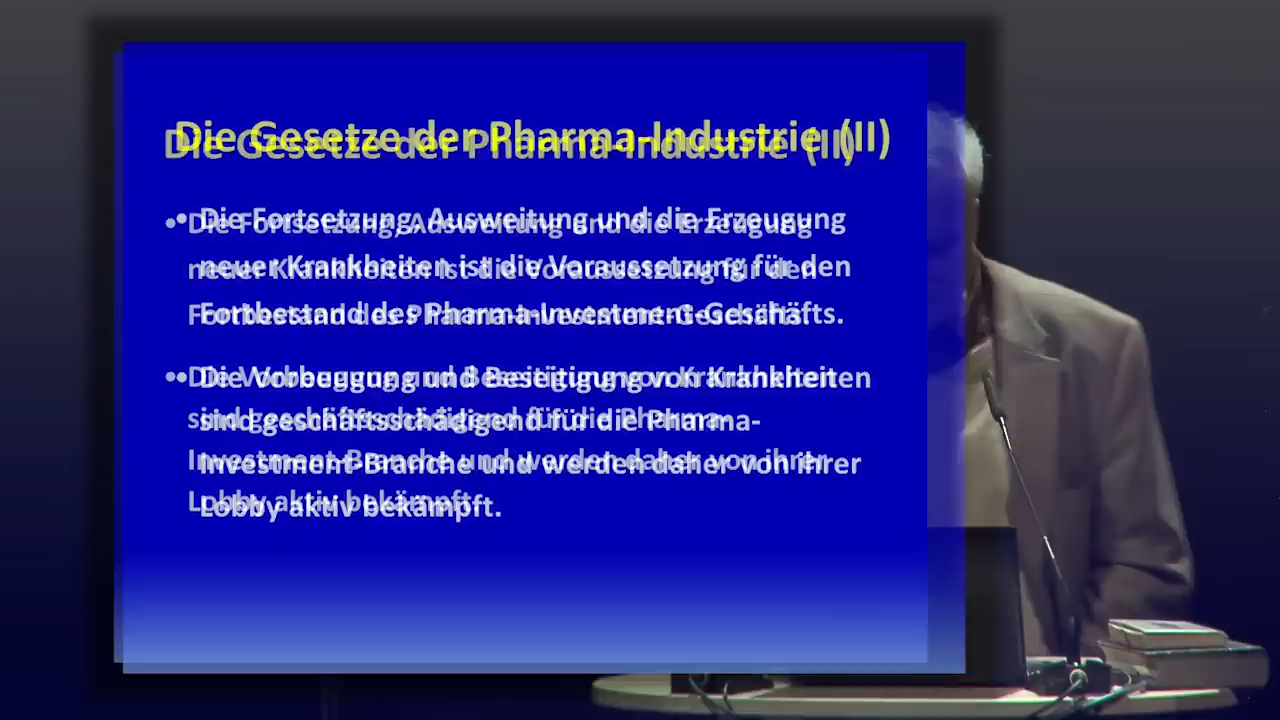 Die Gesetze der Pharma-Industrie (II)
• Die Fortsetzung, Ausweitung und die Erzeugung
neuer Krankheiten ist die Voraussetzung für den
Fortbestand des Pharma-Investment-Geschäfts.
• Die Vorbeugung und Beseitigung von Krankheiten
sind geschäftsschädigend für die Pharma-
Investment-Branche und werden daher von ihrer
Lobby aktiv bekämpft.